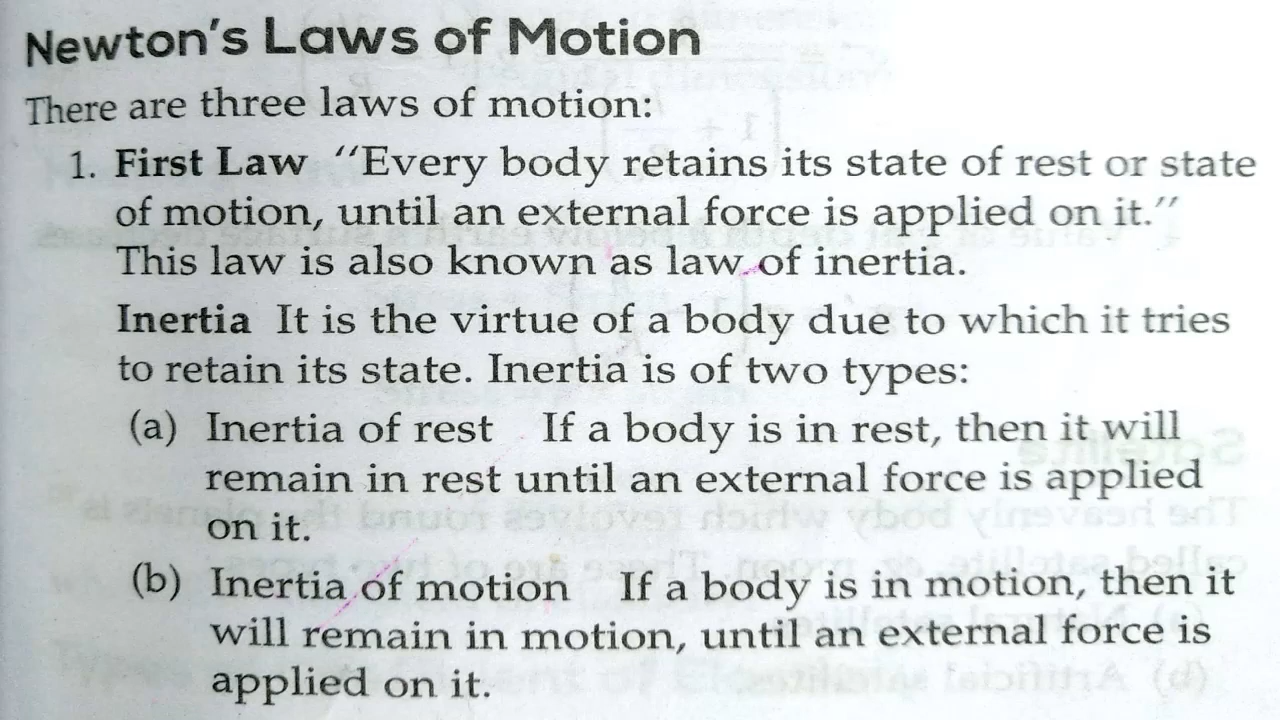 Newton's Laws of Motion
There are three laws of motion:
1. First Law "Every body retains its state of rest or state
of motion, until an external force is applied on it."
This law is also known as law of inertia.
Inertia It is the virtue of a body due to which it tries
to retain its state. Inertia is of two types:
(a) Inertia of rest If a body is in rest, then it will
remain in rest until an external force is applied
on it.
(b) Inertia of motion If a body is in motion, then it
will remain in motion, until an external force is
applied on it.